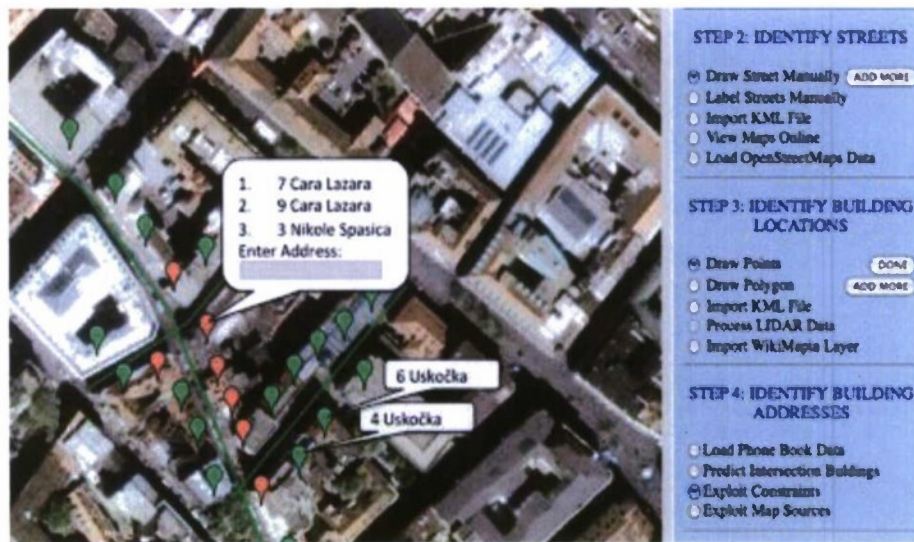 1. 7 Cara Lazara
2. 9 Cara Lazara
3. 3 Nikole Spasica
Enter Address:
6 Uskočka
4 Uskočka
STEP 2: IDENTIFY STREETS
Draw Street Manually ADD MORE
Label Streets Manually
Import KML File
View Maps Online
Load OpenStreetMaps Data
STEP 3: IDENTIFY BUILDING
LOCATIONS
Draw Points DONE
Draw Polygon ADD MORE
Import KML File
Process LIDAR Data
Import WikiMapia Layer
STEP 4: IDENTIFY BUILDING
ADDRESSES
Load Phone Book Data
Predict Intersection Buildings
Exploit Constraints
Exploit Map Sources